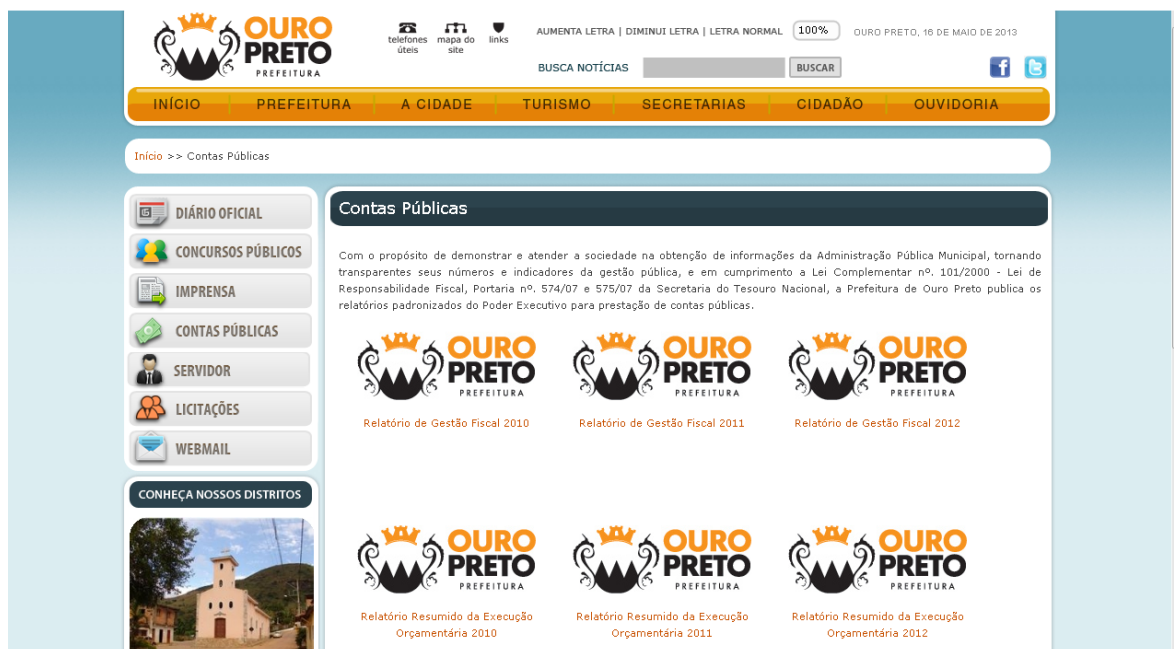 OURO
PRETO
PREFEITURA
telefones úteis
mapa do site
links
AUMENTA LETRA | DIMINUI LETRA | LETRA NORMAL
100%
OURO PRETO, 16 DE MAIO DE 2013
BUSCA NOTÍCIAS
BUSCAR
INÍCIO PREFEITURA A CIDADE TURISMO SECRETARIAS CIDADÃO OUVIDORIA
Início >> Contas Públicas
DIÁRIO OFICIAL
CONCURSOS PÚBLICOS
IMPRENSA
CONTAS PÚBLICAS
SERVIDOR
LICITAÇÕES
WEBMAIL
CONHEÇA NOSSOS DISTRITOS
Contas Públicas
Com o propósito de demonstrar e atender a sociedade na obtenção de informações da Administração Pública Municipal, tornando
transparentes seus números e indicadores da gestão pública, e em cumprimento a Lei Complementar nº. 101/2000 - Lei de
Responsabilidade Fiscal, Portaria nº. 574/07 e 575/07 da Secretaria do Tesouro Nacional, a Prefeitura de Ouro Preto publica os
relatórios padronizados do Poder Executivo para prestação de contas públicas.
OURO
PRETO
PREFEITURA
Relatório de Gestão Fiscal 2010
OURO
PRETO
PREFEITURA
Relatório de Gestão Fiscal 2011
OURO
PRETO
PREFEITURA
Relatório de Gestão Fiscal 2012
OURO
PRETO
PREFEITURA
Relatório Resumido da Execução
Orçamentária 2010
OURO
PRETO
PREFEITURA
Relatório Resumido da Execução
Orçamentária 2011
OURO
PRETO
PREFEITURA
Relatório Resumido da Execução
Orçamentária 2012